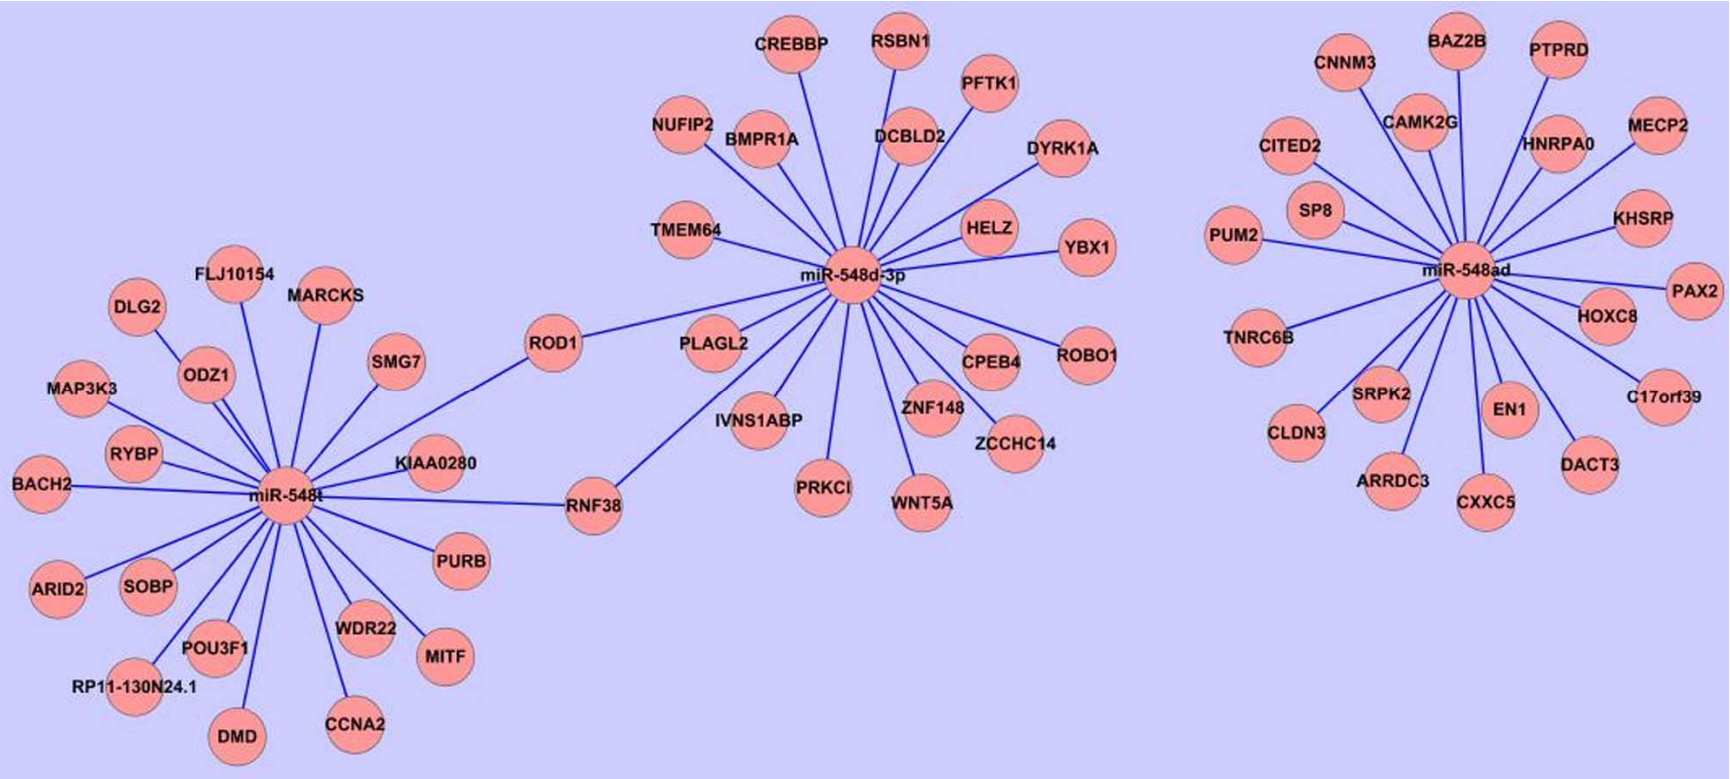 CREBBP
RSBN1
PFTK1
NUFIP2
BMPR1A
DCBLD2
DYRK1A
TMEM64
HELZ
YBX1
miR-548d-3p
ROD1
PLAGL2
CPEB4
ROBO1
IVNS1ABP
ZNF148
ZCCHC14
PRKCI
WNT5A
RNF38
FLJ10154
MARCKS
DLG2
ODZ1
SMG7
MAP3K3
RYBP
KIAA0280
BACH2
miR-548t
PURB
ARID2
SOBP
WDR22
POU3F1
MITF
RP11-130N24.1
CCNA2
DMD
BAZ2B
PTPRD
CNNM3
CAMK2G
HNRPA0
MECP2
CITED2
SP8
KHSRP
PUM2
miR-548ad
PAX2
HOXC8
TNRC6B
SRPK2
EN1
C17orf39
CLDN3
DACT3
ARRDC3
CXXC5